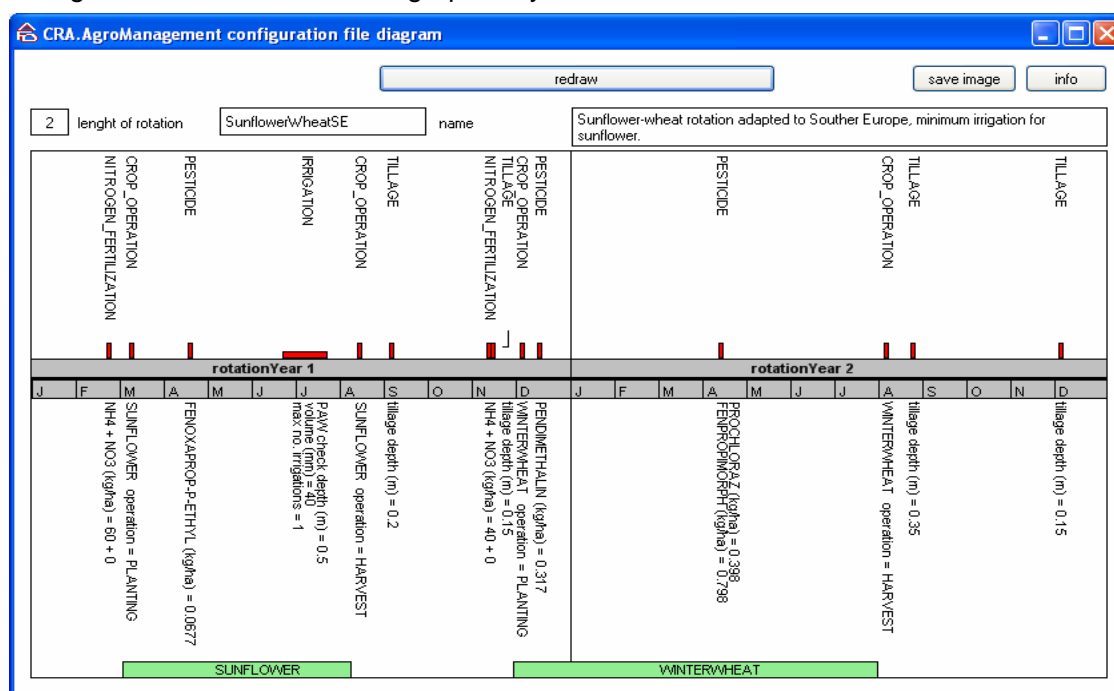 CRA.AgroManagement configuration file diagram
redraw
save image
info
2 lenght of rotation
SunflowerWheatSE name
Sunflower-wheat rotation adapted to Souther Europe, minimum irrigation for
sunflower.
NITROGEN_FERTILIZATION
CROP_OPERATION
PESTICIDE
IRRIGATION
CROP_OPERATION
TILLAGE
NITROGEN_FERTILIZATION
TILLAGE
CROP_OPERATION
PESTICIDE
PESTICIDE
CROP_OPERATION
TILLAGE
TILLAGE
rotationYear 1
rotationYear 2
J F M A M J J A S O N D J F M A M J J A S O N D
NH4 + NO3 (kg/ha) = 60 + 0
SUNFLOWER operation = PLANTING
FENOXAPROP-P-ETHYL (kg/ha) = 0.0677
PAW check depth (m) = 0.5
volume (mm) = 40
max no. irrigations = 1
SUNFLOWER operation = HARVEST
tillage depth (m) = 0.2
NH4 + NO3 (kg/ha) = 40 + 0
tillage depth (m) = 0.15
WINTERWHEAT operation = PLANTING
PENDIMETHALIN (kg/ha) = 0.317
PROCHLORAZ (kg/ha) = 0.398
FENPROPIMORPH (kg/ha) = 0.798
WINTERWHEAT operation = HARVEST
tillage depth (m) = 0.35
tillage depth (m) = 0.15
SUNFLOWER
WINTERWHEAT